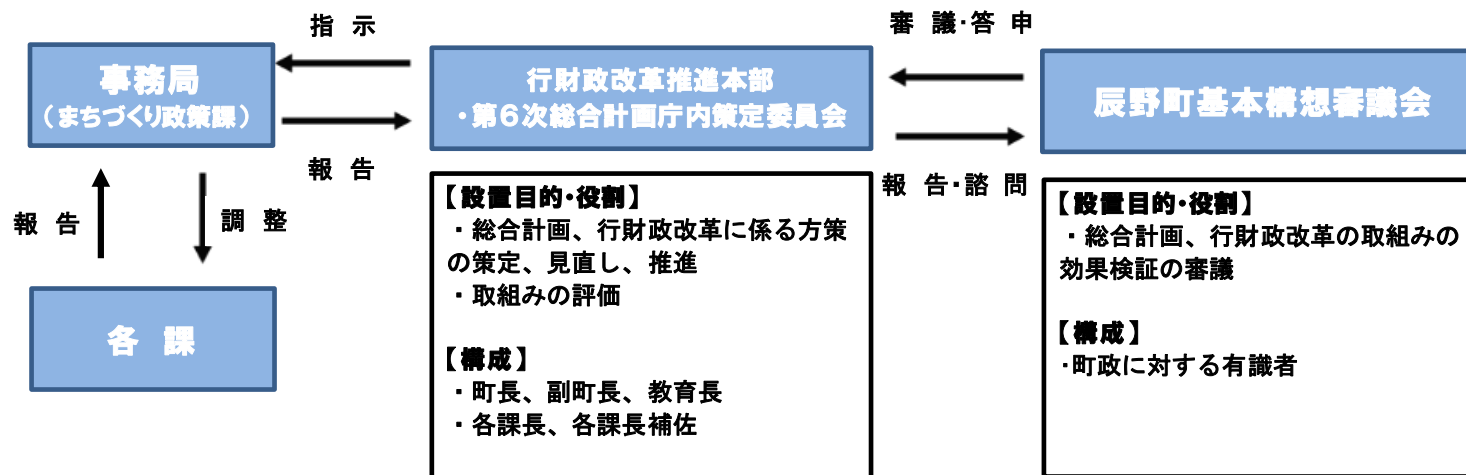 指示
審議・答申
事務局
(まちづくり政策課)
行財政改革推進本部
・第6次総合計画庁内策定委員会
辰野町基本構想審議会
報告
報告・諮問
報告
調整
各課
【設置目的・役割】
・総合計画、行財政改革に係る方策
の策定、見直し、推進
・取組みの評価
【構成】
・町長、副町長、教育長
・各課長、各課長補佐
【設置目的・役割】
・総合計画、行財政改革の取組みの
効果検証の審議
【構成】
・町政に対する有識者